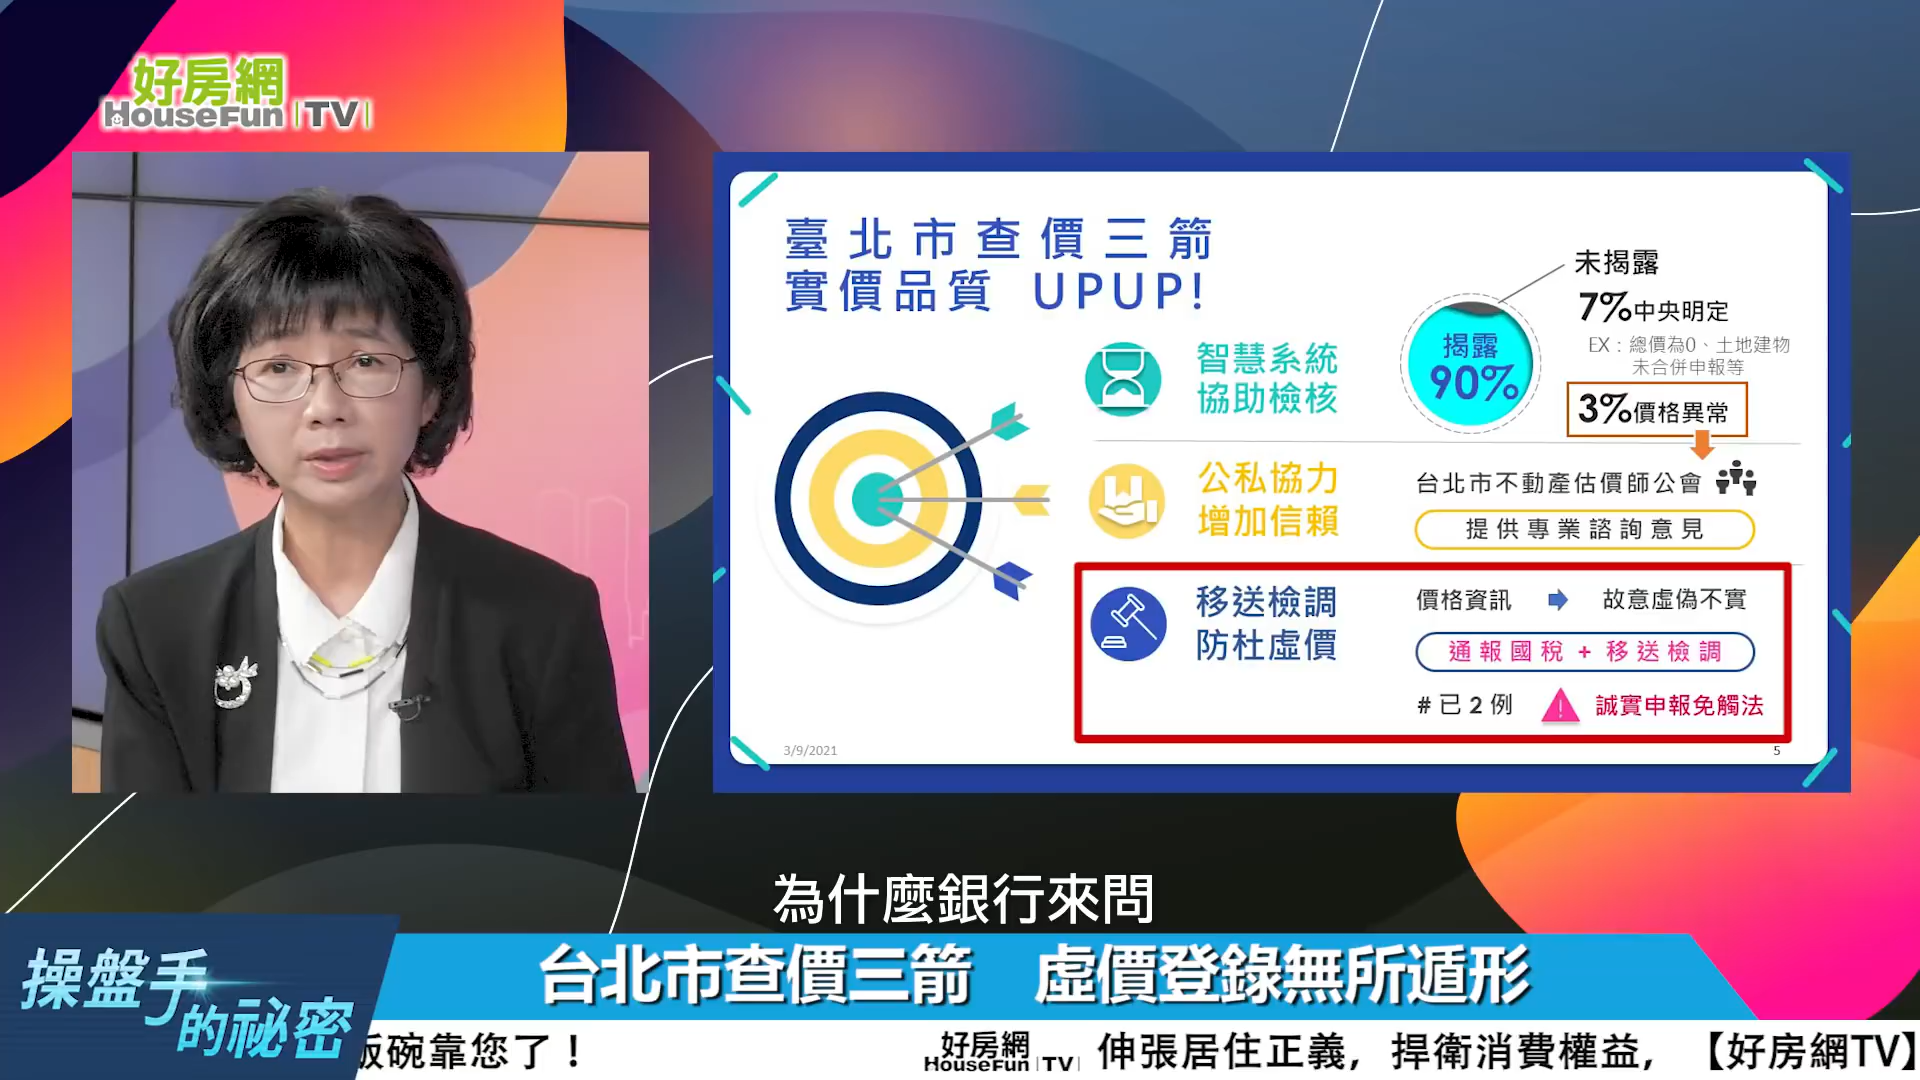 好房網
HouseFun TV
臺北市查價三箭
實價品質 UPUP!
未揭露
7%中央明定
EX：總價為0、土地建物
未合併申報等
揭露
90%
3%價格異常
智慧系統
協助檢核
公私協力
增加信賴
台北市不動產估價師公會
提供專業諮詢意見
移送檢調
防杜虛價
價格資訊
故意虛偽不實
通報國稅+移送檢調
#已2例
誠實申報免觸法
3/9/2021
5
為什麼銀行來問
台北市查價三箭 虛價登錄無所遁形
操盤手
的祕密
飯碗靠您了！
好房網
HouseFun TV
伸張居住正義，捍衛消費權益，【好房網TV】